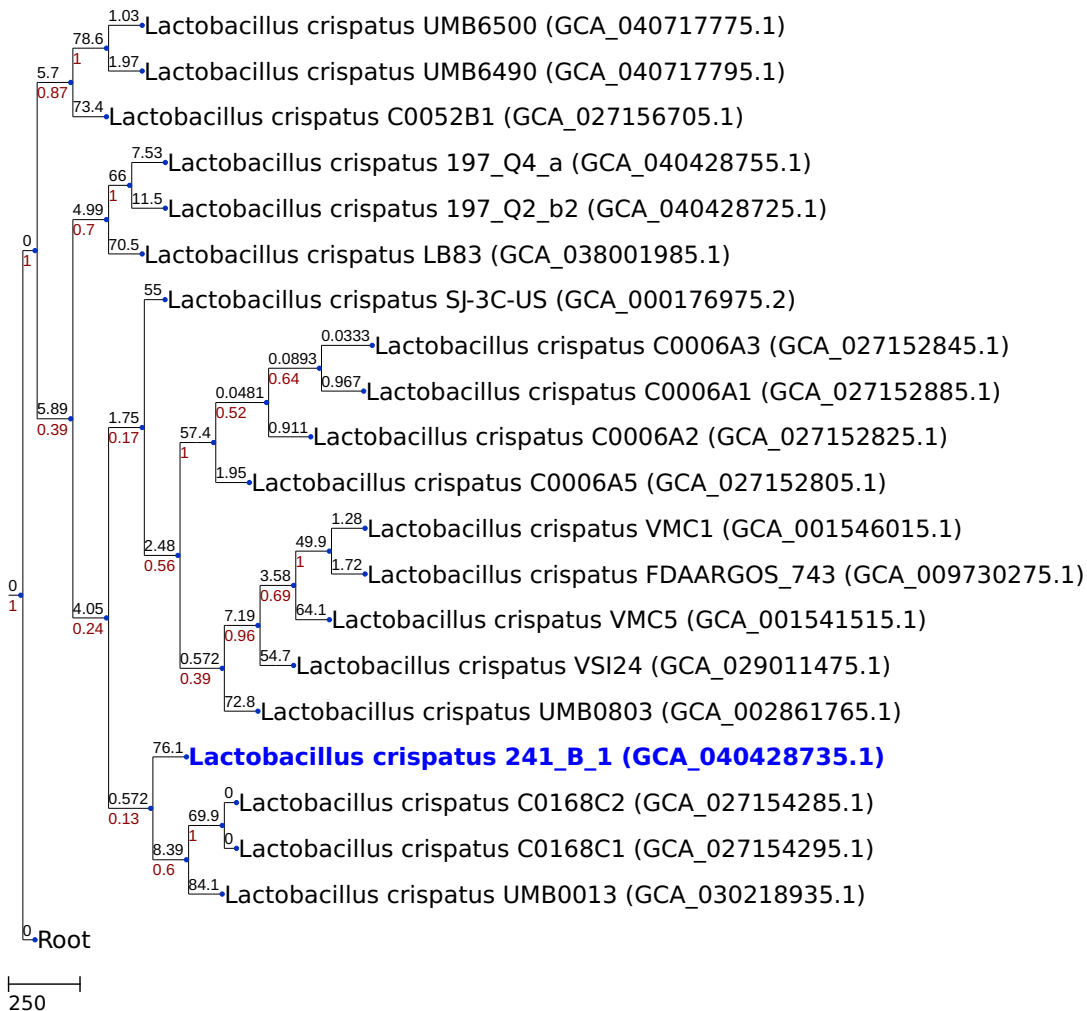 1.03
Lactobacillus crispatus UMB6500 (GCA_040717775.1)
78.6
1
1.97
Lactobacillus crispatus UMB6490 (GCA_040717795.1)
5.7
0.87
73.4
Lactobacillus crispatus C0052B1 (GCA_027156705.1)
7.53
Lactobacillus crispatus 197_Q4_a (GCA_040428755.1)
66
1
11.5
Lactobacillus crispatus 197_Q2_b2 (GCA_040428725.1)
4.99
0.7
70.5
Lactobacillus crispatus LB83 (GCA_038001985.1)
0
1
55
Lactobacillus crispatus SJ-3C-US (GCA_000176975.2)
0.0333
Lactobacillus crispatus C0006A3 (GCA_027152845.1)
0.0893
0.64
0.967
Lactobacillus crispatus C0006A1 (GCA_027152885.1)
0.0481
0.52
0.911
Lactobacillus crispatus C0006A2 (GCA_027152825.1)
5.89
0.39
1.75
0.17
57.4
1
1.95
Lactobacillus crispatus C0006A5 (GCA_027152805.1)
1.28
Lactobacillus crispatus VMC1 (GCA_001546015.1)
2.48
0.56
49.9
1
1.72
Lactobacillus crispatus FDAARGOS_743 (GCA_009730275.1)
0
1
3.58
0.69
64.1
Lactobacillus crispatus VMC5 (GCA_001541515.1)
4.05
0.24
7.19
0.96
54.7
Lactobacillus crispatus VSI24 (GCA_029011475.1)
0.572
0.39
72.8
Lactobacillus crispatus UMB0803 (GCA_002861765.1)
76.1
Lactobacillus crispatus 241_B_1 (GCA_040428735.1)
0.572
0.13
0
Lactobacillus crispatus C0168C2 (GCA_027154285.1)
69.9
1
0
Lactobacillus crispatus C0168C1 (GCA_027154295.1)
8.39
0.6
84.1
Lactobacillus crispatus UMB0013 (GCA_030218935.1)
0
Root
250